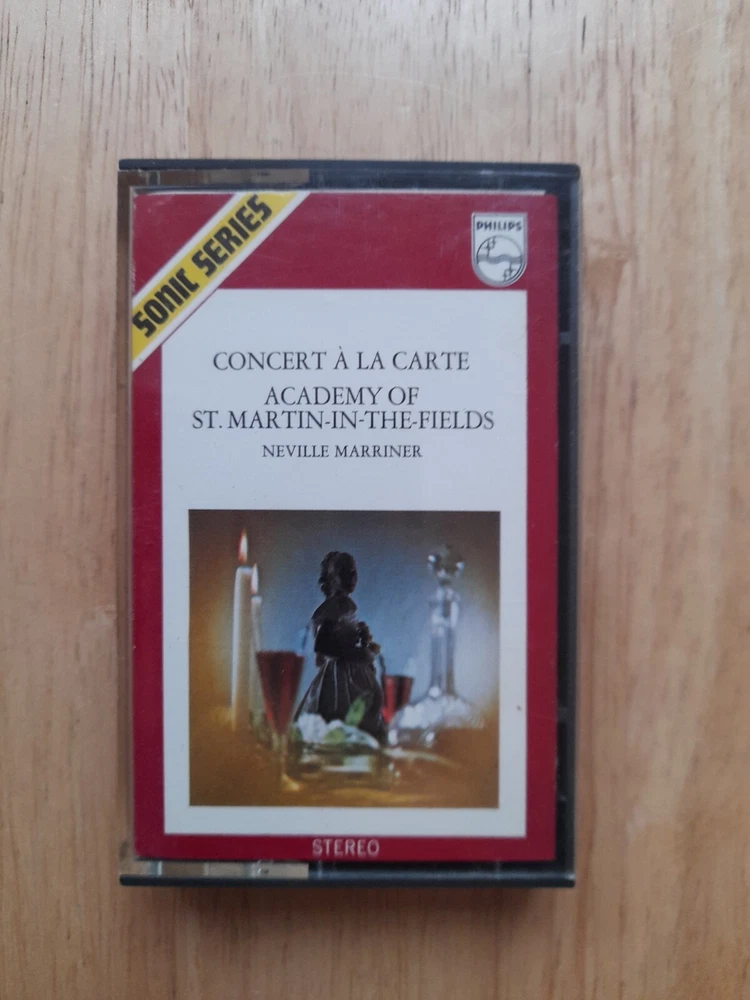 SONIC SERIES
PHILIPS
CONCERT À LA CARTE
ACADEMY OF
ST. MARTIN-IN-THE-FIELDS
NEVILLE MARRINER
STEREO